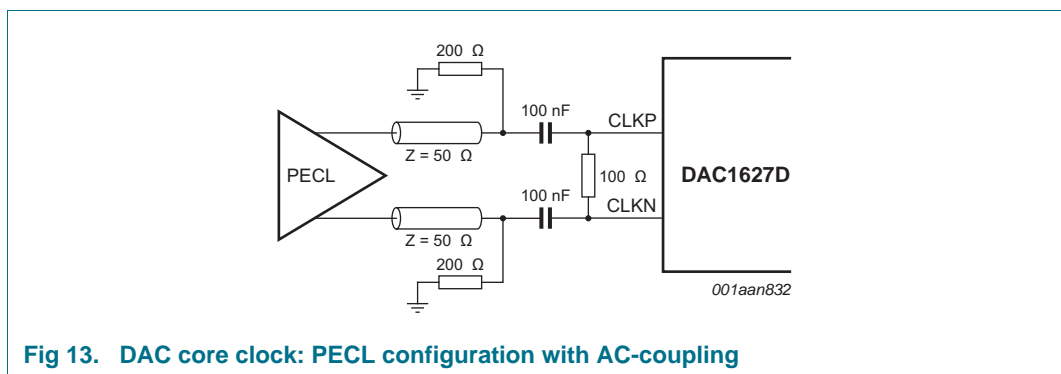 200 Ω
100 nF
CLKP
Z = 50 Ω
PECL
100 Ω
DAC1627D
100 nF
CLKN
Z = 50 Ω
200 Ω
001aan832
Fig 13. DAC core clock: PECL configuration with AC-coupling